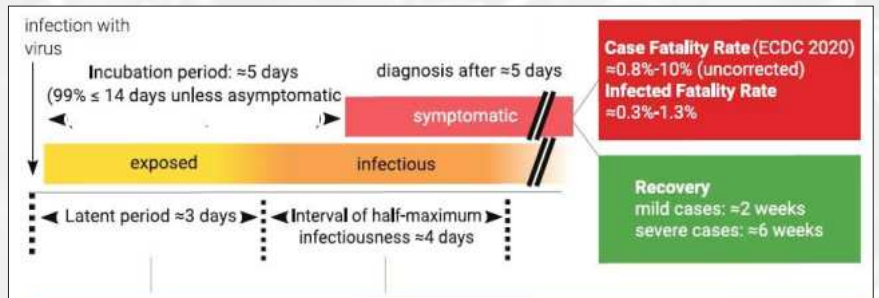 infection with
virus
Incubation period: ≈5 days
(99% ≤ 14 days unless asymptomatic
diagnosis after ≈5 days
symptomatic
exposed
infectious
Latent period ≈3 days
Interval of half-maximum
infectiousness ≈4 days
Case Fatality Rate (ECDC 2020)
≈0.8%-10% (uncorrected)
Infected Fatality Rate
≈0.3%-1.3%
Recovery
mild cases: ≈2 weeks
severe cases: ≈6 weeks